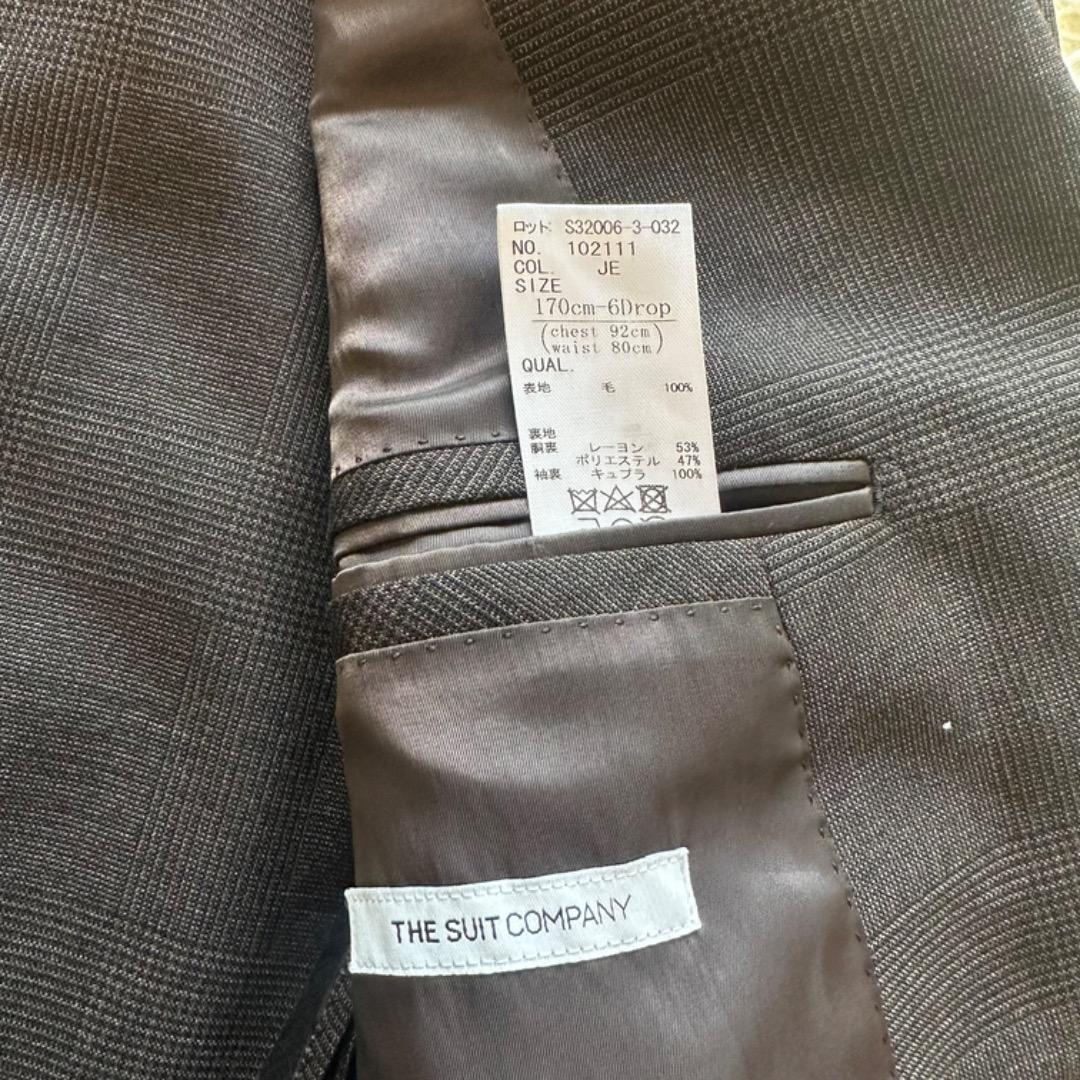 ロット: S32006-3-032
NO. 102111
COL. JE
SIZE
170cm-6Drop
(chest 92cm
waist 80cm)
QUAL.
表地 毛 100%
裏地
胴裏 レーヨン 53%
ポリエステル 47%
袖裏 キュプラ 100%
THE SUIT COMPANY